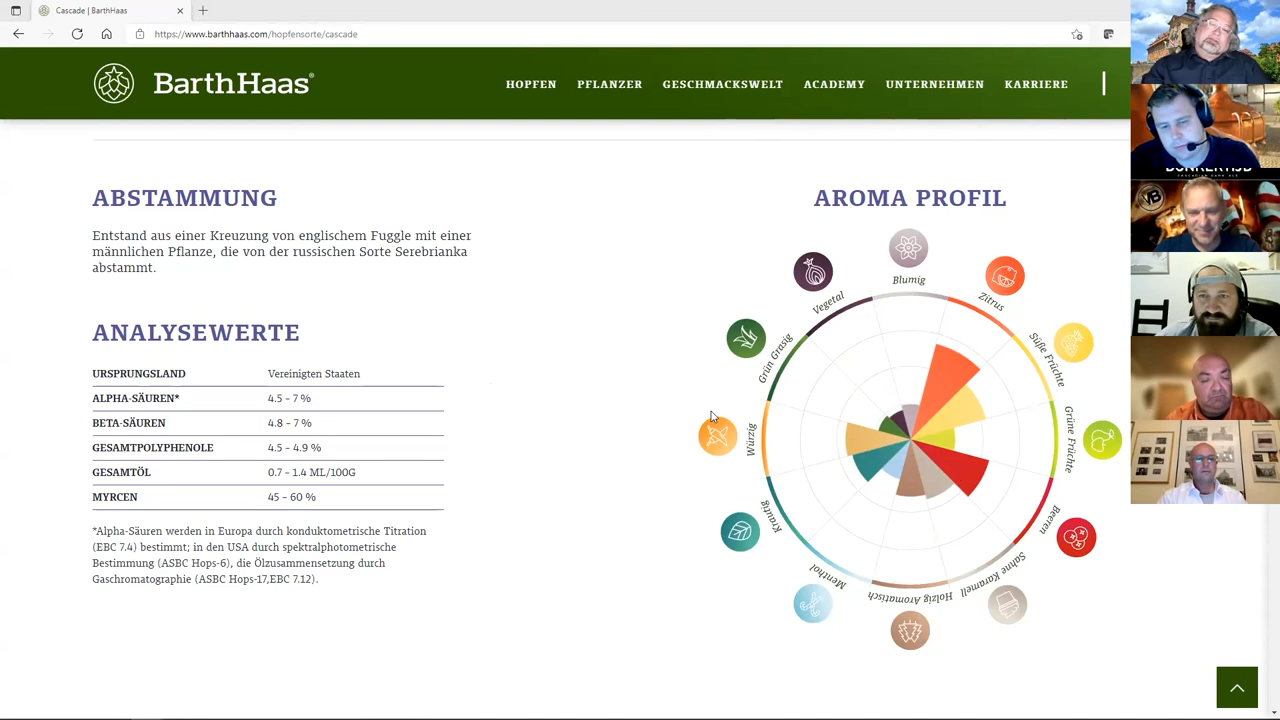 Cascade | BarthHaas
https://www.barthhaas.com/hopfensorte/cascade
BarthHaas®
HOPFEN PFLANZER GESCHMACKSWELT ACADEMY UNTERNEHMEN KARRIERE
ABSTAMMUNG
Entstand aus einer Kreuzung von englischem Fuggle mit einer
männlichen Pflanze, die von der russischen Sorte Serebrianka
abstammt.
ANALYSEWERTE
URSPRUNGSLAND Vereinigten Staaten
ALPHA-SÄUREN* 4.5 - 7 %
BETA-SÄUREN 4.8 - 7 %
GESAMTPOLYPHENOLE 4.5 - 4.9 %
GESAMTÖL 0.7 - 1.4 ML/100G
MYRCEN 45 - 60 %
*Alpha-Säuren werden in Europa durch konduktometrische Titration
(EBC 7.4) bestimmt; in den USA durch spektralphotometrische
Bestimmung (ASBC Hops-6), die Ölzusammensetzung durch
Gaschromatographie (ASBC Hops-17,EBC 7.12).
AROMA PROFIL
Blumig
Zitrus
Süße Früchte
Grüne Früchte
Beeren
Sahne Karamell
Holzig Aromatisch
Menthol
Krautig
Würzig
Grün Grasig
Vegetal
VB